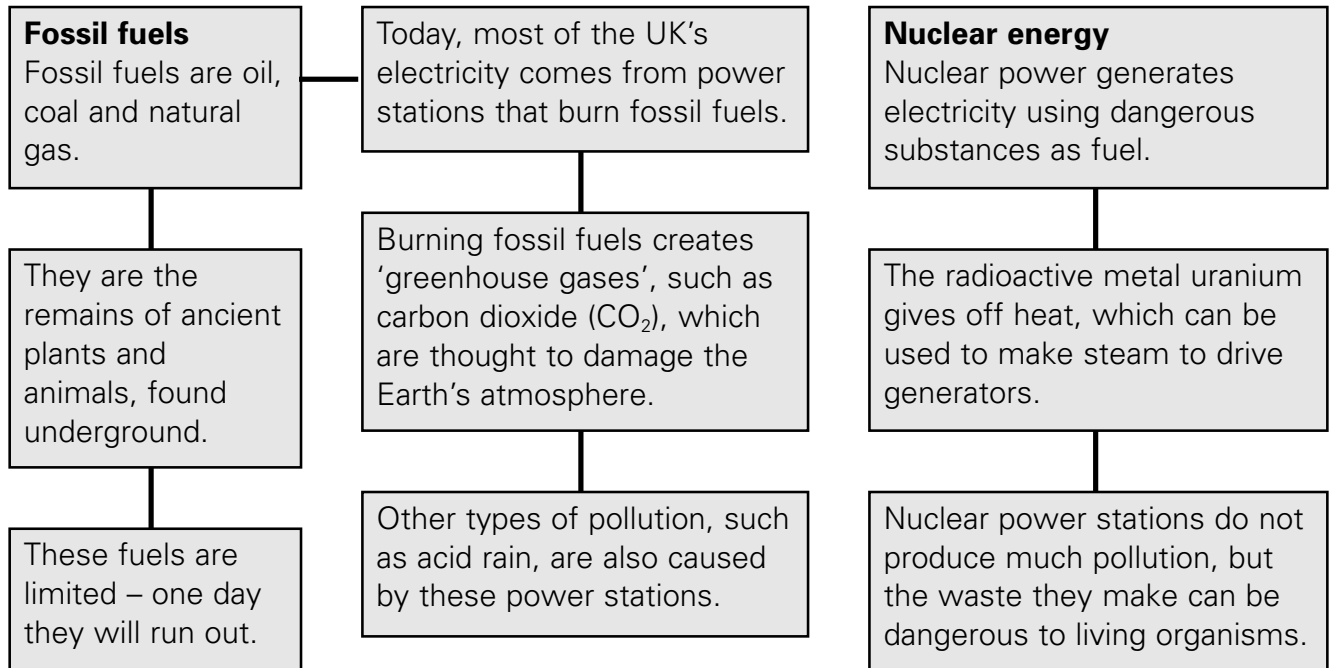 Fossil fuels
Fossil fuels are oil,
coal and natural
gas.
They are the
remains of ancient
plants and
animals, found
underground.
These fuels are
limited – one day
they will run out.
Today, most of the UK’s
electricity comes from power
stations that burn fossil fuels.
Burning fossil fuels creates
‘greenhouse gases’, such as
carbon dioxide (CO₂), which
are thought to damage the
Earth’s atmosphere.
Other types of pollution, such
as acid rain, are also caused
by these power stations.
Nuclear energy
Nuclear power generates
electricity using dangerous
substances as fuel.
The radioactive metal uranium
gives off heat, which can be
used to make steam to drive
generators.
Nuclear power stations do not
produce much pollution, but
the waste they make can be
dangerous to living organisms.